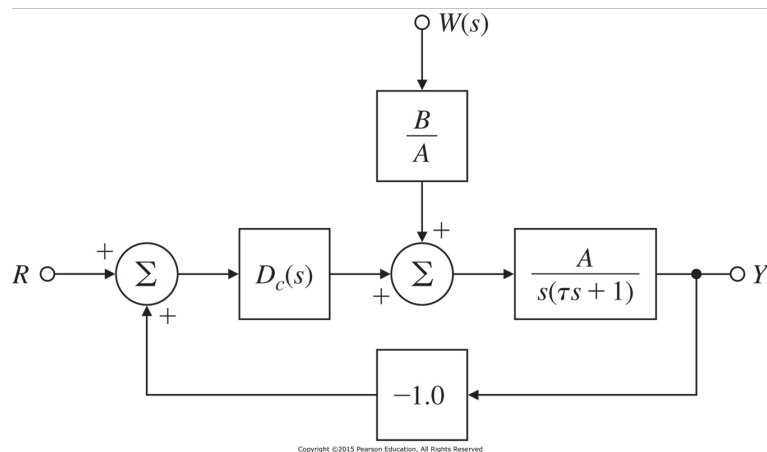 W(s)
B
A
+
+
R
Σ
D_c(s)
+
Σ
A
s(τs + 1)
Y
+
−1.0
Copyright ©2015 Pearson Education, All Rights Reserved